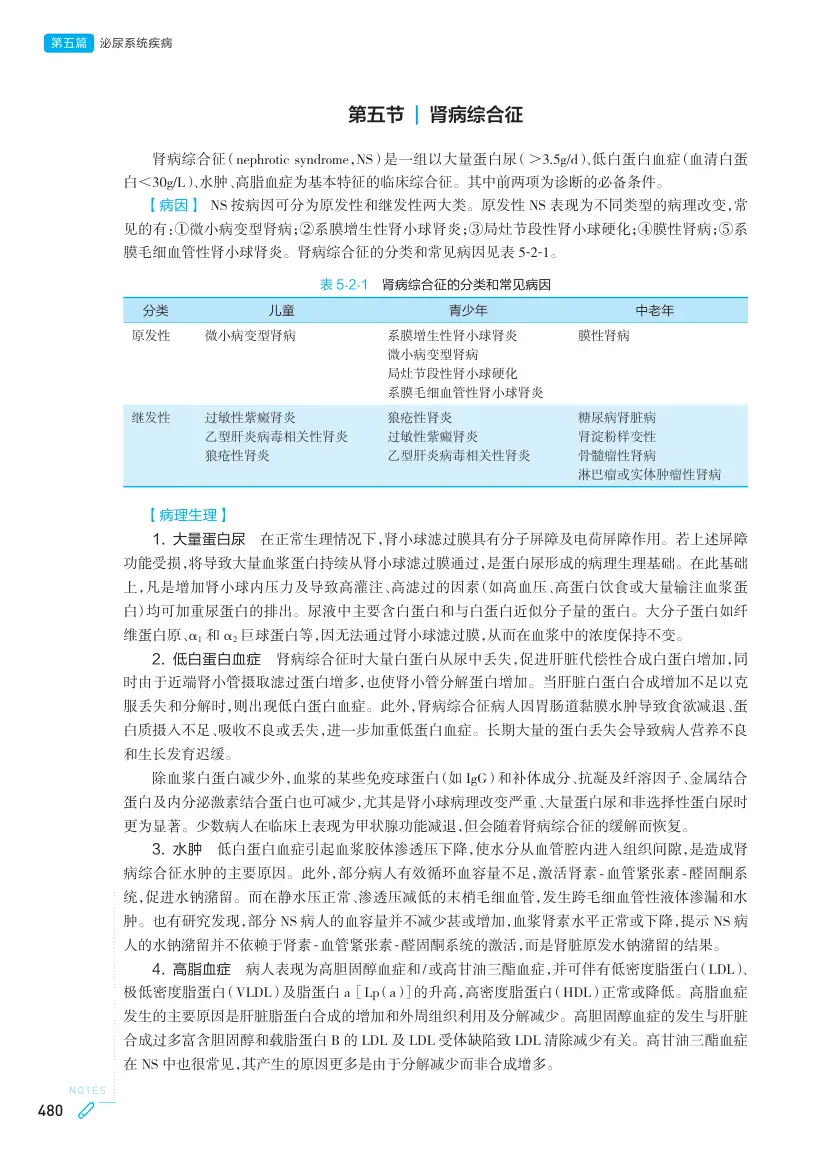 第五篇 泌尿系统疾病
第五节 | 肾病综合征
肾病综合征(nephrotic syndrome,NS)是一组以大量蛋白尿(>3.5g/d)、低白蛋白血症(血清白蛋
白<30g/L)、水肿、高脂血症为基本特征的临床综合征。其中前两项为诊断的必备条件。
【病因】 NS 按病因可分为原发性和继发性两大类。原发性 NS 表现为不同类型的病理改变,常
见的有:①微小病变型肾病;②系膜增生性肾小球肾炎;③局灶节段性肾小球硬化;④膜性肾病;⑤系
膜毛细血管性肾小球肾炎。肾病综合征的分类和常见病因见表 5-2-1。
表 5-2-1 肾病综合征的分类和常见病因
分类 儿童 青少年 中老年
原发性 微小病变型肾病 系膜增生性肾小球肾炎 膜性肾病
微小病变型肾病
局灶节段性肾小球硬化
系膜毛细血管性肾小球肾炎
继发性 过敏性紫癜肾炎 狼疮性肾炎 糖尿病肾脏病
乙型肝炎病毒相关性肾炎 过敏性紫癜肾炎 肾淀粉样变性
狼疮性肾炎 乙型肝炎病毒相关性肾炎 骨髓瘤性肾病
淋巴瘤或实体肿瘤性肾病
【病理生理】
1. 大量蛋白尿 在正常生理情况下,肾小球滤过膜具有分子屏障及电荷屏障作用。若上述屏障
功能受损,将导致大量血浆蛋白持续从肾小球滤过膜通过,是蛋白尿形成的病理生理基础。在此基础
上,凡是增加肾小球内压力及导致高灌注、高滤过的因素(如高血压、高蛋白饮食或大量输注血浆蛋
白)均可加重尿蛋白的排出。尿液中主要含白蛋白和与白蛋白近似分子量的蛋白。大分子蛋白如纤
维蛋白原、α₁ 和 α₂ 巨球蛋白等,因无法通过肾小球滤过膜,从而在血浆中的浓度保持不变。
2. 低白蛋白血症 肾病综合征时大量白蛋白从尿中丢失,促进肝脏代偿性合成白蛋白增加,同
时由于近端肾小管摄取滤过蛋白增多,也使肾小管分解蛋白增加。当肝脏白蛋白合成增加不足以克
服丢失和分解时,则出现低白蛋白血症。此外,肾病综合征病人因胃肠道黏膜水肿导致食欲减退、蛋
白质摄入不足、吸收不良或丢失,进一步加重低蛋白血症。长期大量的蛋白丢失会导致病人营养不良
和生长发育迟缓。
除血浆白蛋白减少外,血浆的某些免疫球蛋白(如 IgG)和补体成分、抗凝及纤溶因子、金属结合
蛋白及内分泌激素结合蛋白也可减少,尤其是肾小球病理改变严重、大量蛋白尿和非选择性蛋白尿时
更为显著。少数病人在临床上表现为甲状腺功能减退,但会随着肾病综合征的缓解而恢复。
3. 水肿 低白蛋白血症引起血浆胶体渗透压下降,使水分从血管腔内进入组织间隙,是造成肾
病综合征水肿的主要原因。此外,部分病人有效循环血容量不足,激活肾素-血管紧张素-醛固酮系
统,促进水钠潴留。而在静水压正常、渗透压减低的末梢毛细血管,发生跨毛细血管性液体渗漏和水
肿。也有研究发现,部分 NS 病人的血容量并不减少甚或增加,血浆肾素水平正常或下降,提示 NS 病
人的水钠潴留并不依赖于肾素-血管紧张素-醛固酮系统的激活,而是肾脏原发水钠潴留的结果。
4. 高脂血症 病人表现为高胆固醇血症和/或高甘油三酯血症,并可伴有低密度脂蛋白(LDL)、
极低密度脂蛋白(VLDL)及脂蛋白 a[Lp(a)]的升高,高密度脂蛋白(HDL)正常或降低。高脂血症
发生的主要原因是肝脏脂蛋白合成的增加和外周组织利用及分解减少。高胆固醇血症的发生与肝脏
合成过多富含胆固醇和载脂蛋白 B 的 LDL 及 LDL 受体缺陷致 LDL 清除减少有关。高甘油三酯血症
在 NS 中也很常见,其产生的原因更多是由于分解减少而非合成增多。
NOTES
480